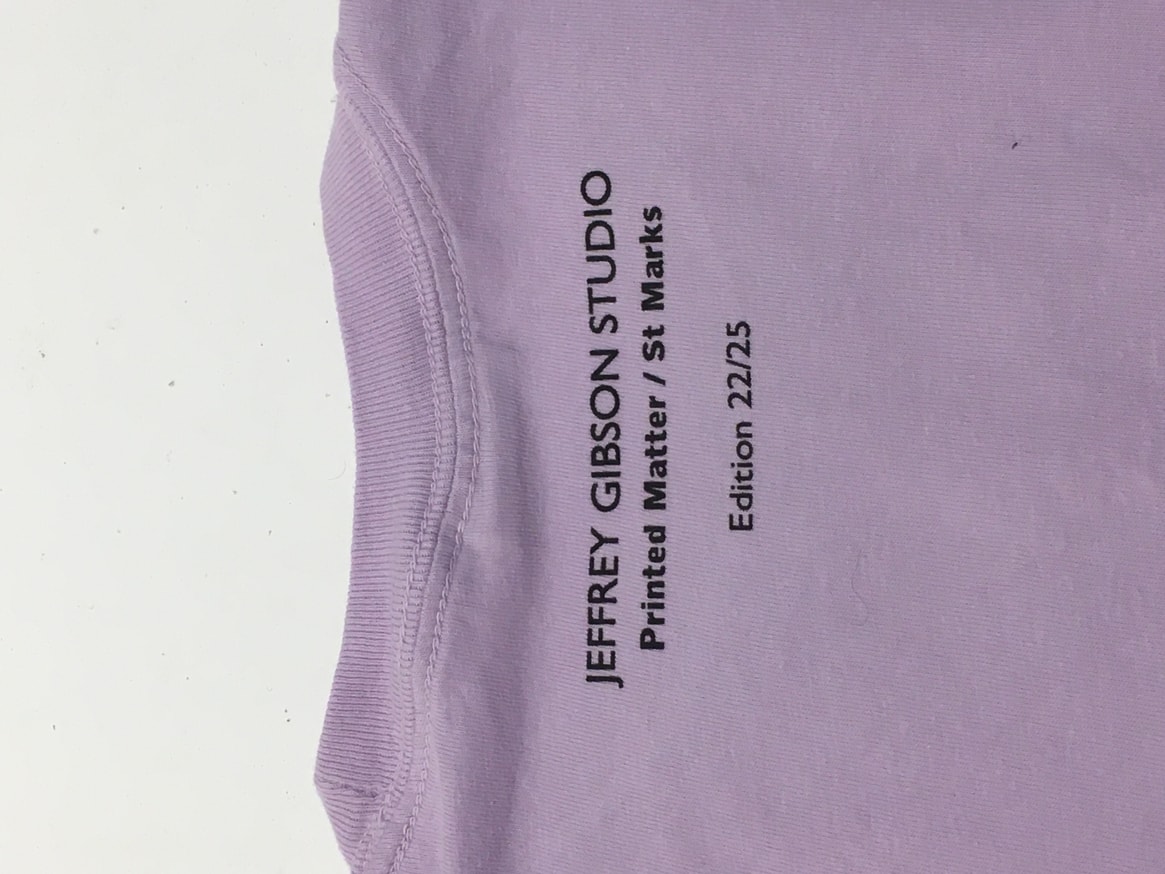 JEFFREY GIBSON STUDIO
Printed Matter / St Marks
Edition 22/25